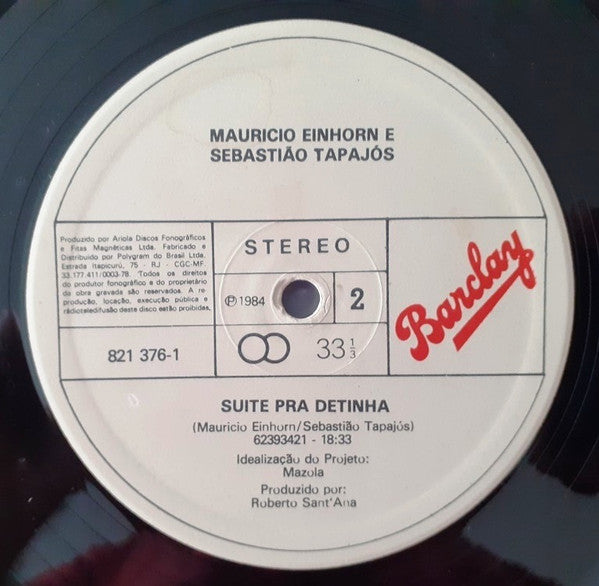 MAURICIO EINHORN E
SEBASTIÃO TAPAJÓS
Produzido por Ariola Discos Fonográficos
e Fitas Magnéticas Ltda. Fabricado e
Distribuido por Polygram do Brasil Ltda.
Estrada Itapicurú, 75 - RJ - CGC-MF.
33.177.411/0003-78. Todos os direitos
do produtor fonográfico e do proprietário
da obra gravada são reservados. A re-
produção, locação, execução pública e
radioteledifusão deste disco estão proibidas.
STEREO
℗ 1984
2
Barclay
821 376-1
33 1/3
SUITE PRA DETINHA
(Mauricio Einhorn/Sebastião Tapajós)
62393421 - 18:33
Idealização do Projeto:
Mazola
Produzido por:
Roberto Sant'Ana